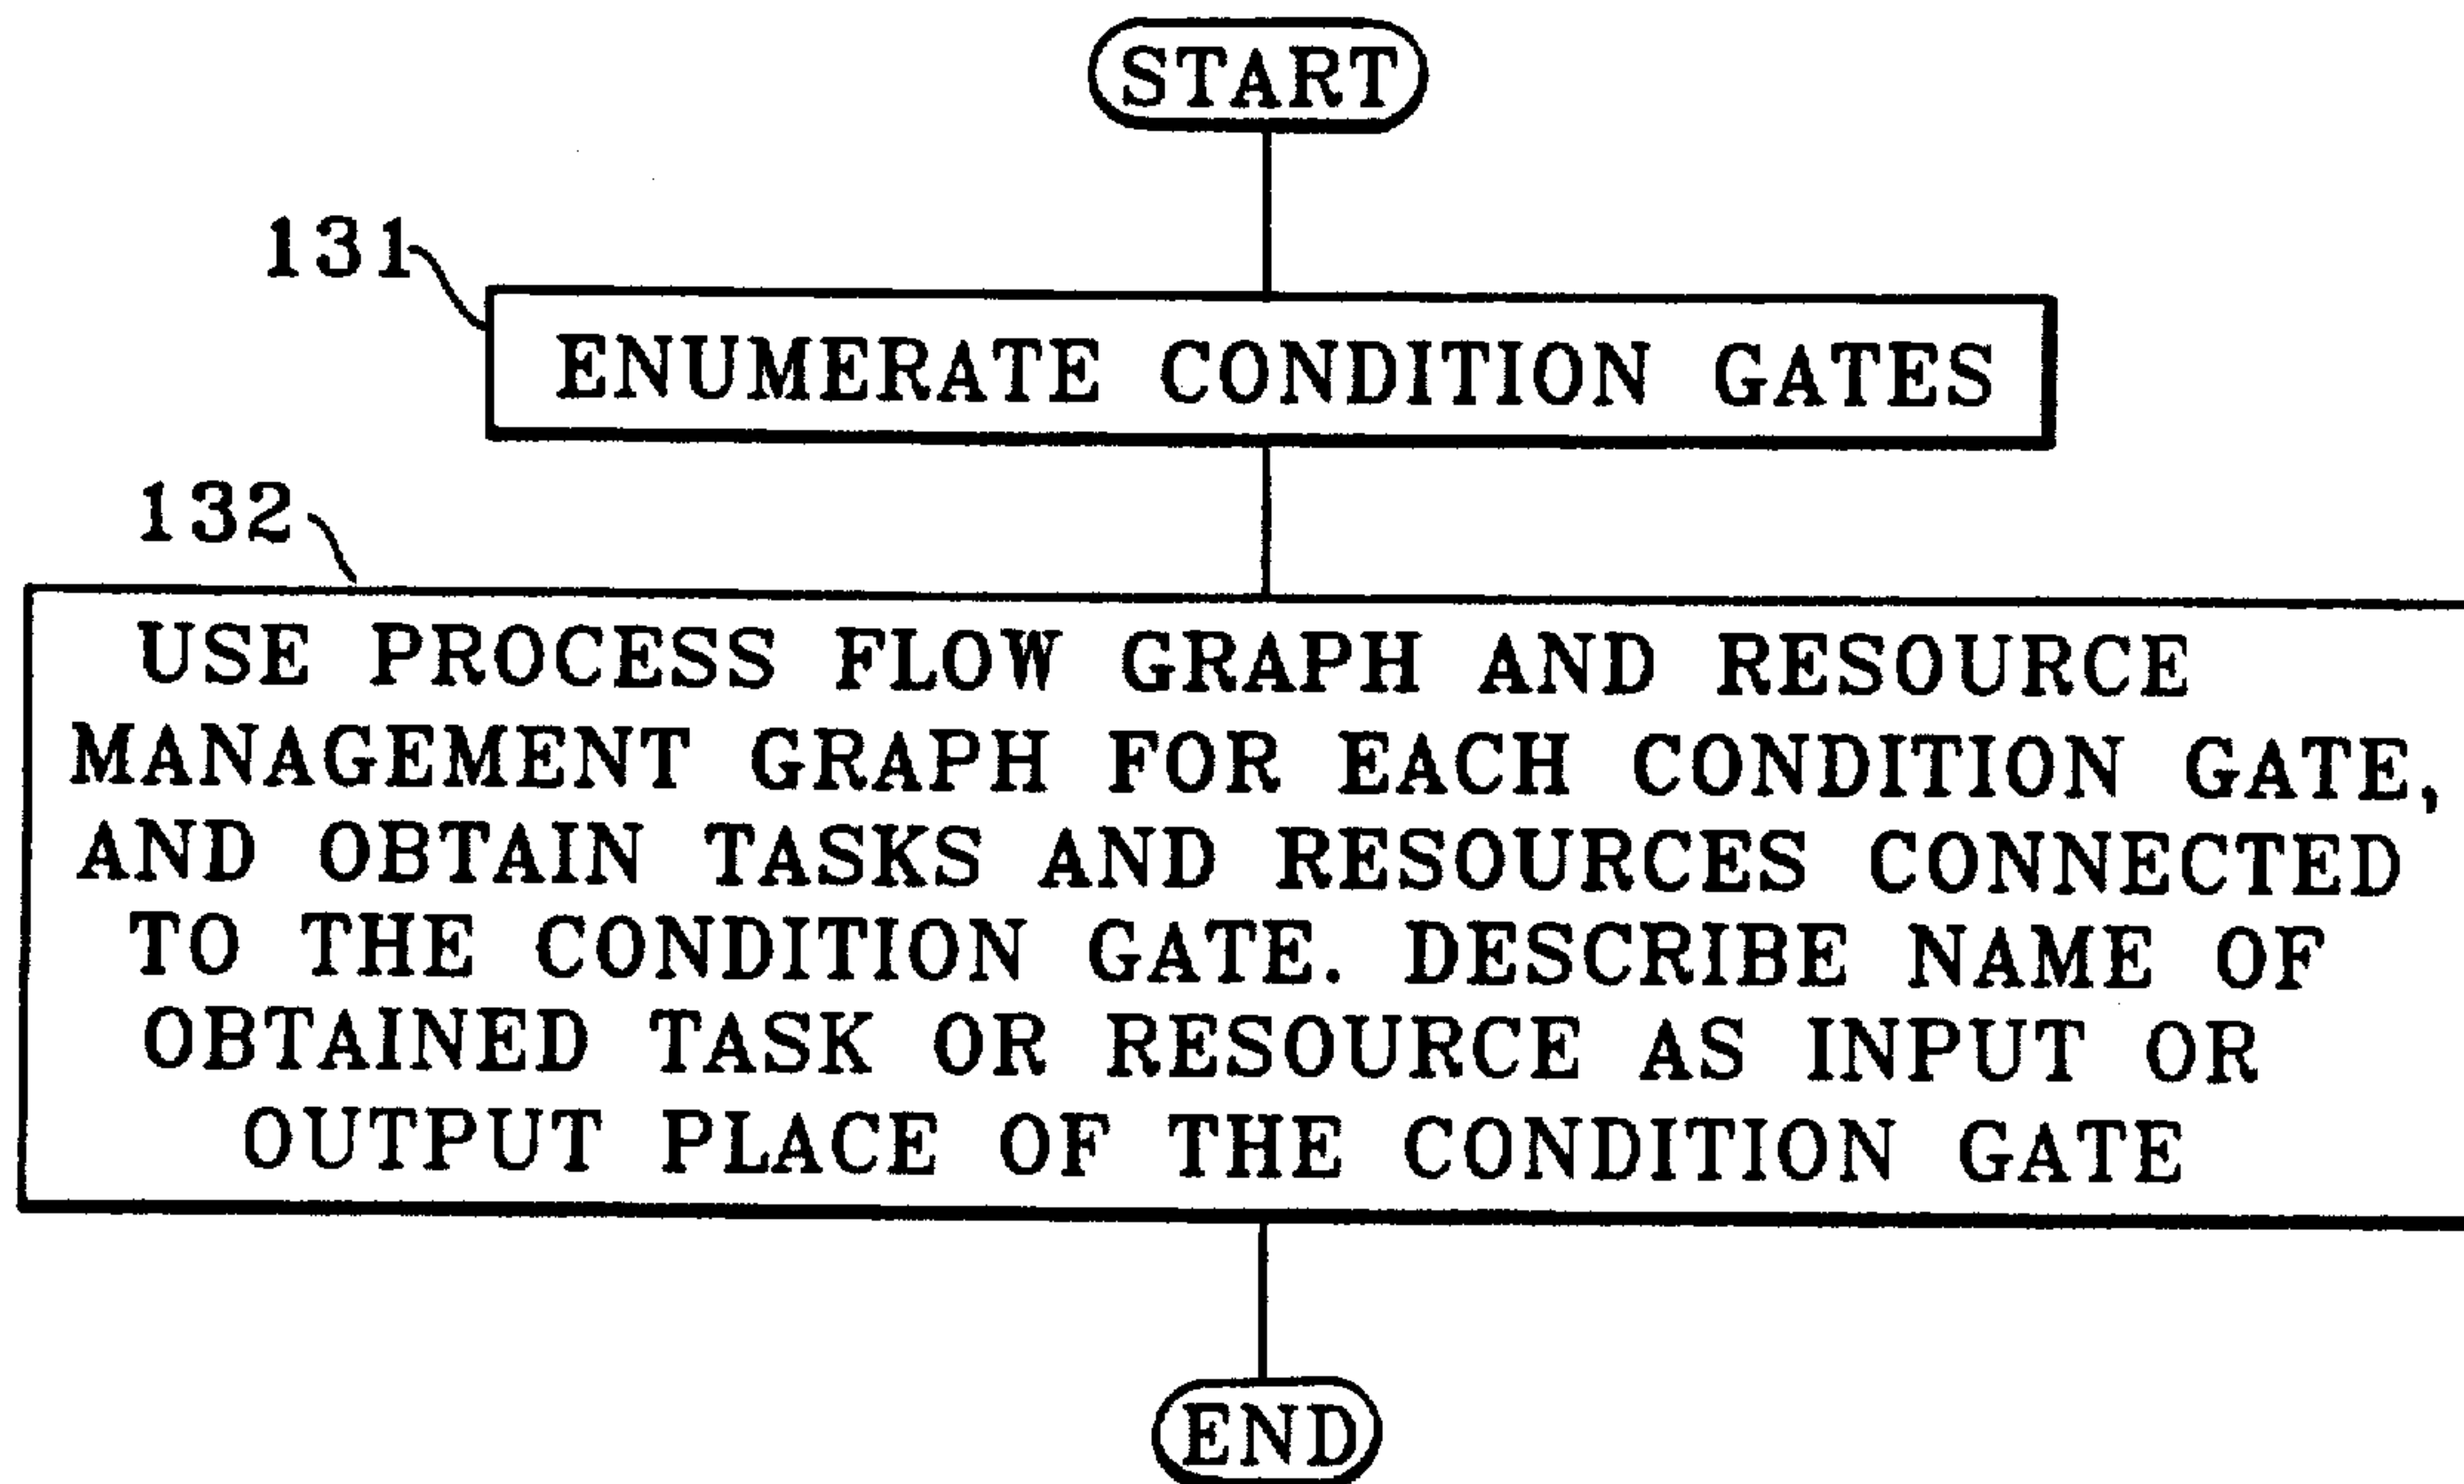 START
131
ENUMERATE CONDITION GATES
132
USE PROCESS FLOW GRAPH AND RESOURCE
MANAGEMENT GRAPH FOR EACH CONDITION GATE,
AND OBTAIN TASKS AND RESOURCES CONNECTED
TO THE CONDITION GATE. DESCRIBE NAME OF
OBTAINED TASK OR RESOURCE AS INPUT OR
OUTPUT PLACE OF THE CONDITION GATE
END